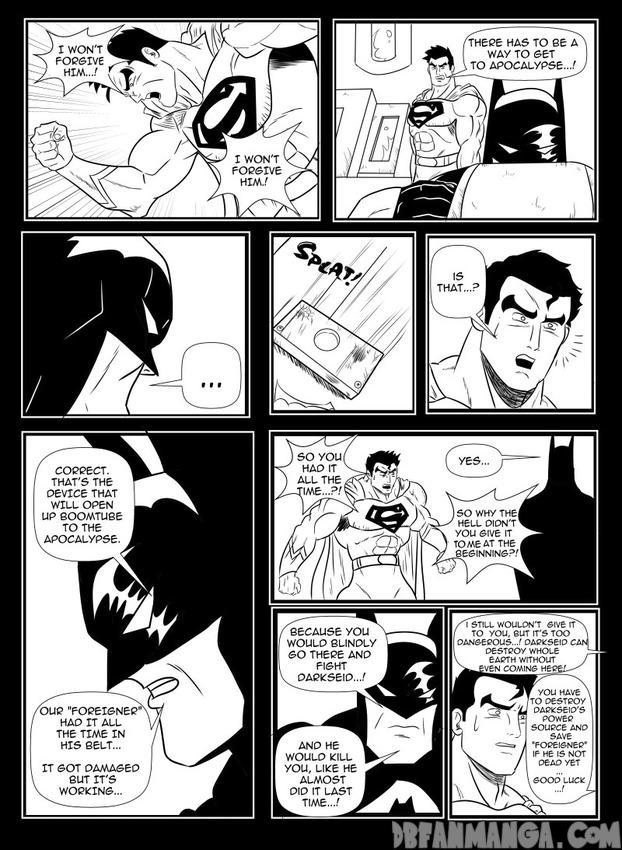 I WON'T
FORGIVE
HIM...!
I WON'T
FORGIVE
HIM.!
THERE HAS TO BE A
WAY TO GET
TO APOCALYPSE...!
...
SPLAT!
IS
THAT...?
CORRECT.
THAT'S THE
DEVICE THAT
WILL OPEN
UP BOOMTUBE
TO THE
APOCALYPSE.
OUR "FOREIGNER"
HAD IT ALL
THE TIME IN
HIS BELT...
IT GOT DAMAGED
BUT IT'S
WORKING...
SO YOU
HAD IT
ALL THE
TIME...?!
YES...
SO WHY THE
HELL DIDN'T
YOU GIVE IT
TO ME AT THE
BEGINNING?!
BECAUSE YOU
WOULD BLINDLY
GO THERE AND
FIGHT
DARKSEID...!
AND HE
WOULD KILL
YOU, LIKE HE
ALMOST
DID IT LAST
TIME...!
I STILL WOULDN'T GIVE IT
TO YOU, BUT IT'S TOO
DANGEROUS...! DARKSEID CAN
DESTROY WHOLE
EARTH WITHOUT
EVEN COMING HERE!
YOU HAVE
TO DESTROY
DARKSEID'S
POWER
SOURCE AND
SAVE
"FOREIGNER"
IF HE IS NOT
DEAD YET
...
GOOD LUCK
...!
DBFANMANGA.COM